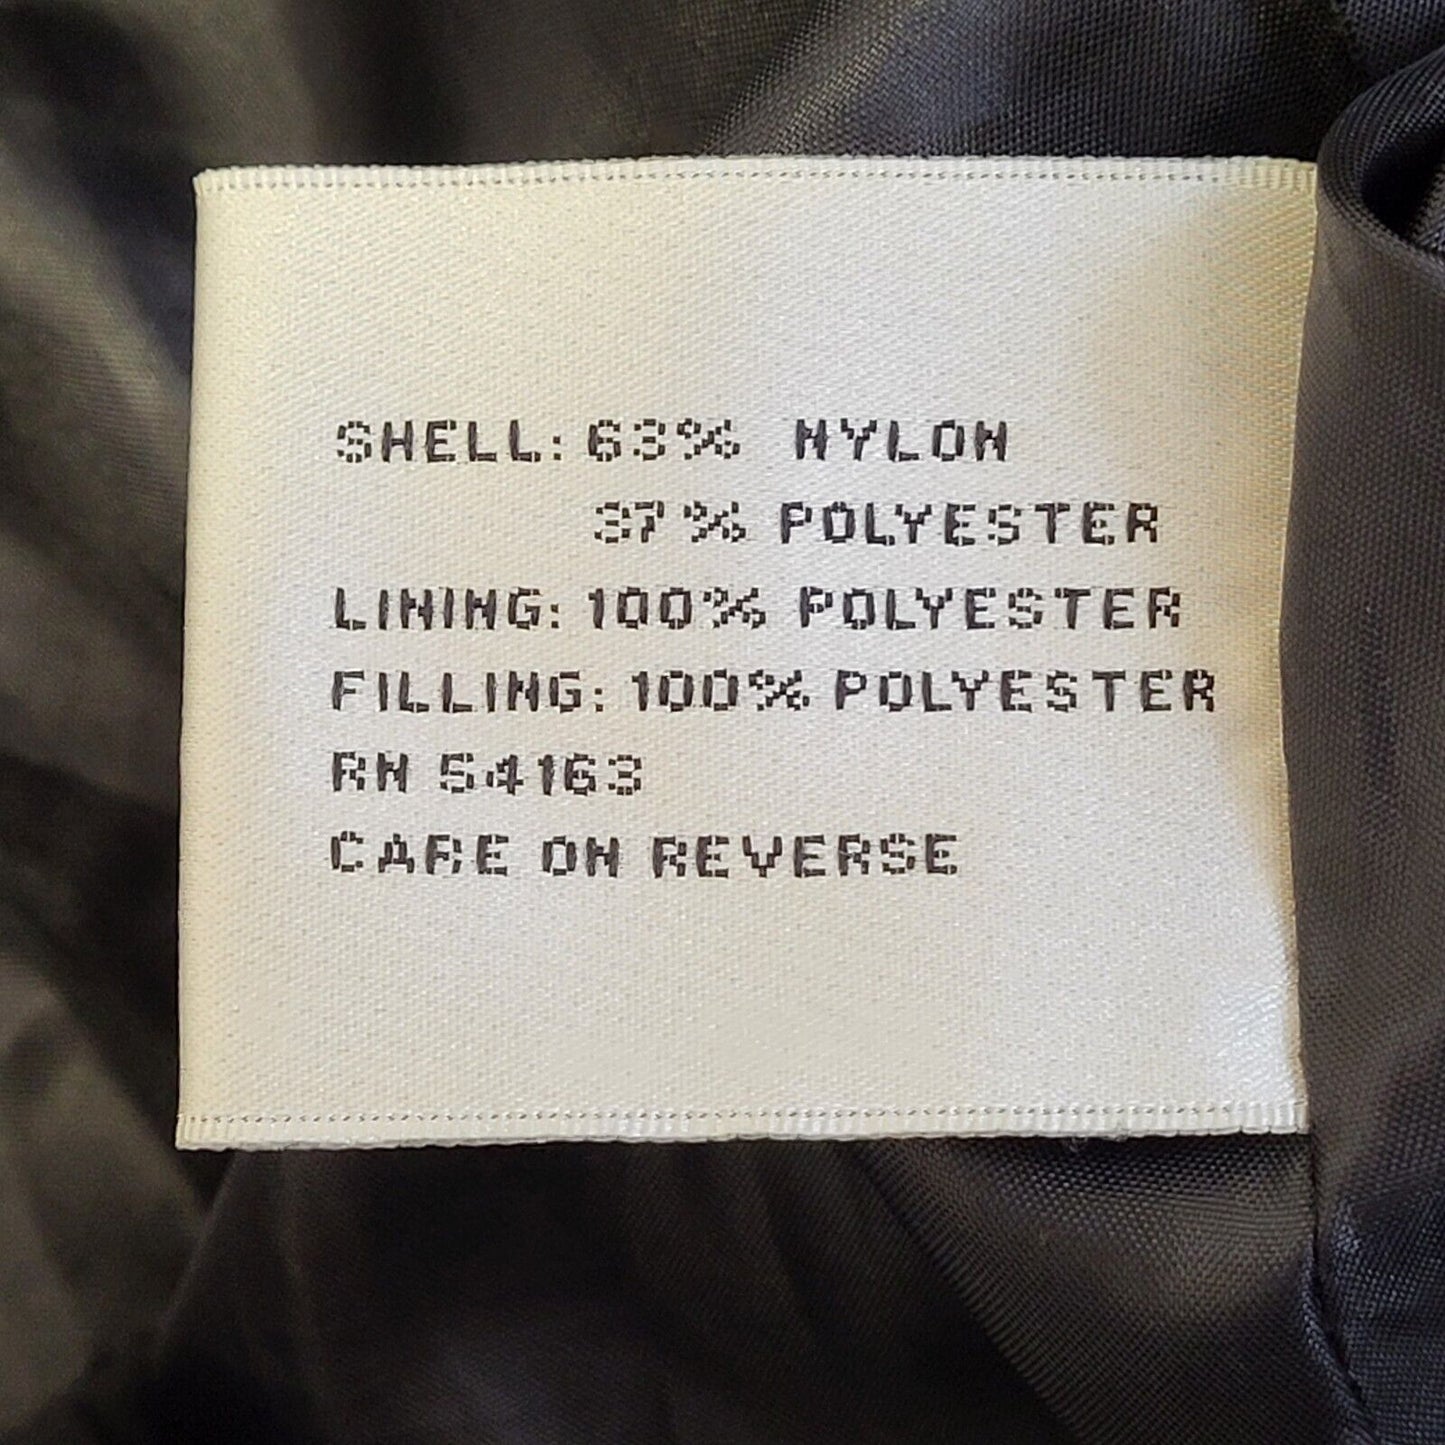 SHELL: 63% NYLON
37% POLYESTER
LINING: 100% POLYESTER
FILLING: 100% POLYESTER
RN 54163
CARE ON REVERSE